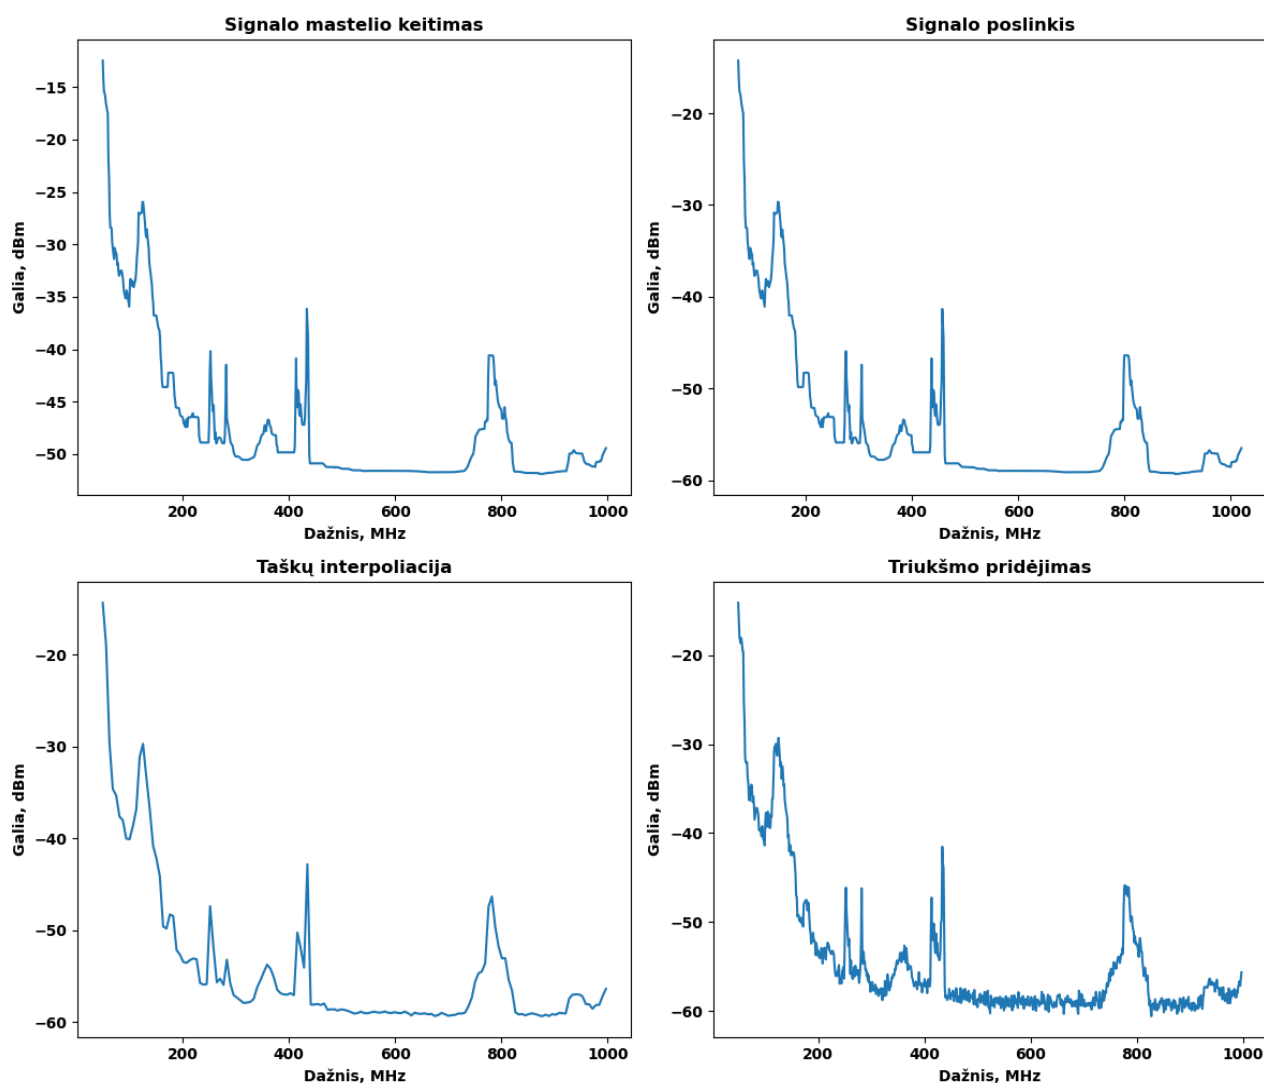 Signalo mastelio keitimas
Galia, dBm
−15
−20
−25
−30
−35
−40
−45
−50
200 400 600 800 1000
Dažnis, MHz
Signalo poslinkis
Galia, dBm
−20
−30
−40
−50
−60
200 400 600 800 1000
Dažnis, MHz
Taškų interpoliacija
Galia, dBm
−20
−30
−40
−50
−60
200 400 600 800 1000
Dažnis, MHz
Triukšmo pridėjimas
Galia, dBm
−20
−30
−40
−50
−60
200 400 600 800 1000
Dažnis, MHz